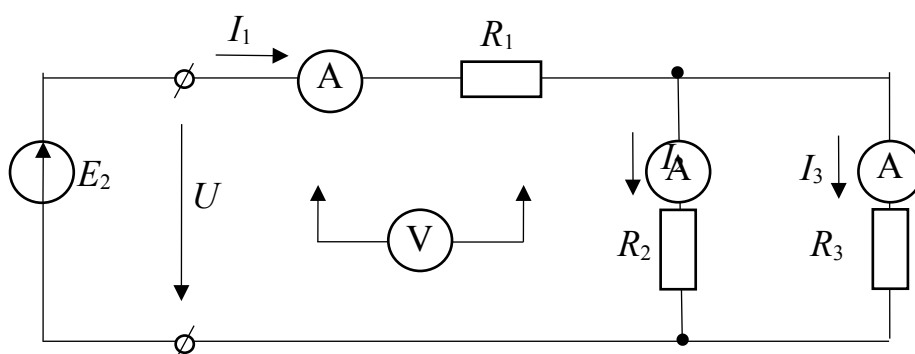 I₁
A
R₁
E₂
U
V
I₂
A
R₂
I₃
A
R₃